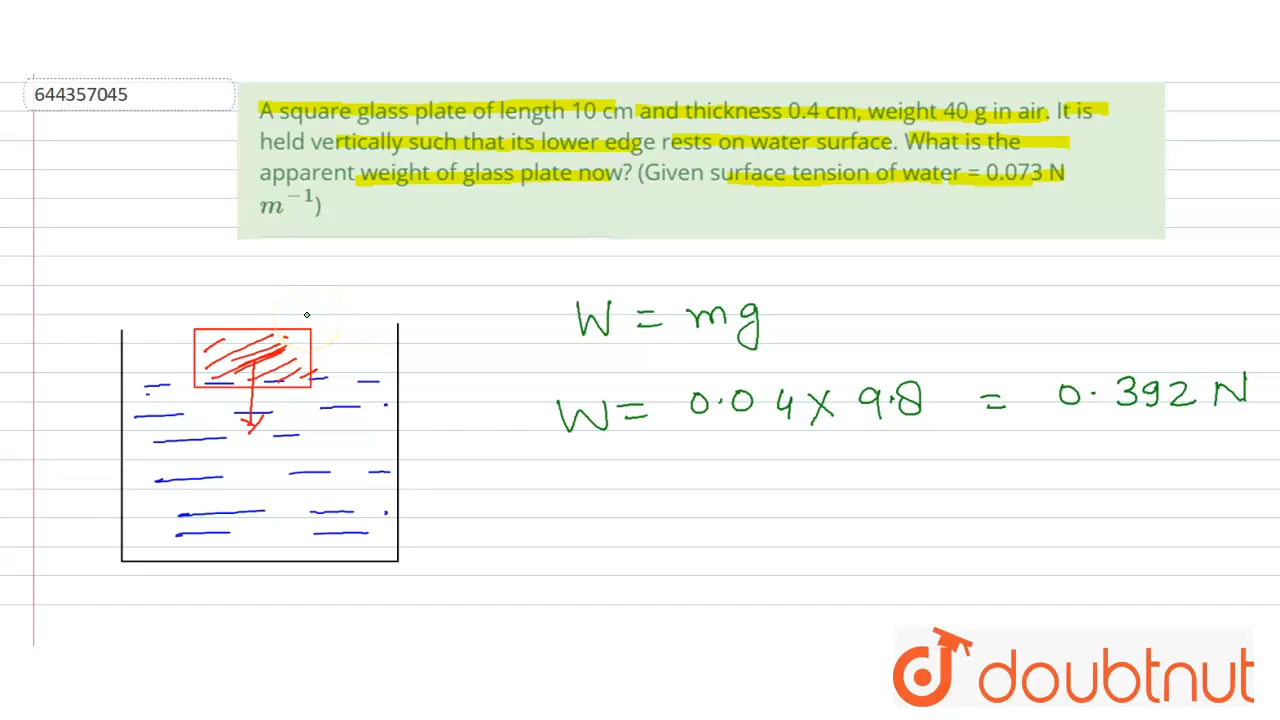 644357045
A square glass plate of length 10 cm and thickness 0.4 cm, weight 40 g in air. It is
held vertically such that its lower edge rests on water surface. What is the
apparent weight of glass plate now? (Given surface tension of water = 0.073 N
m⁻¹)
W = mg
W = 0.04 × 9.8 = 0.392 N
doubtnut